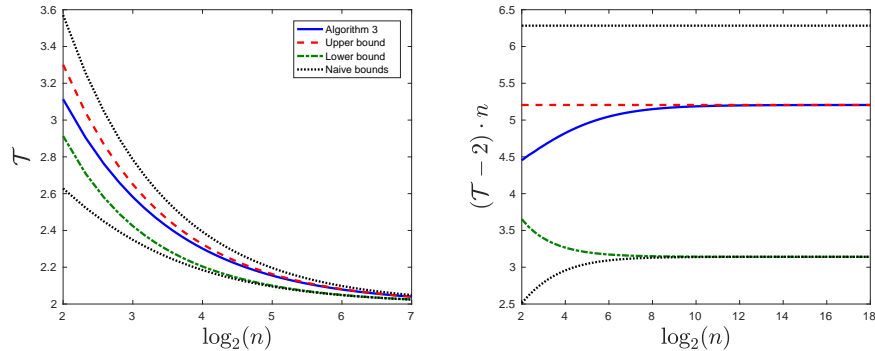 3.6
3.4
3.2
3
2.8
2.6
2.4
2.2
2
𝒯
2 3 4 5 6 7
log₂(n)
Algorithm 3
Upper bound
Lower bound
Naive bounds
6.5
6
5.5
5
4.5
4
3.5
3
2.5
(𝒯 − 2) · n
2 4 6 8 10 12 14 16 18
log₂(n)